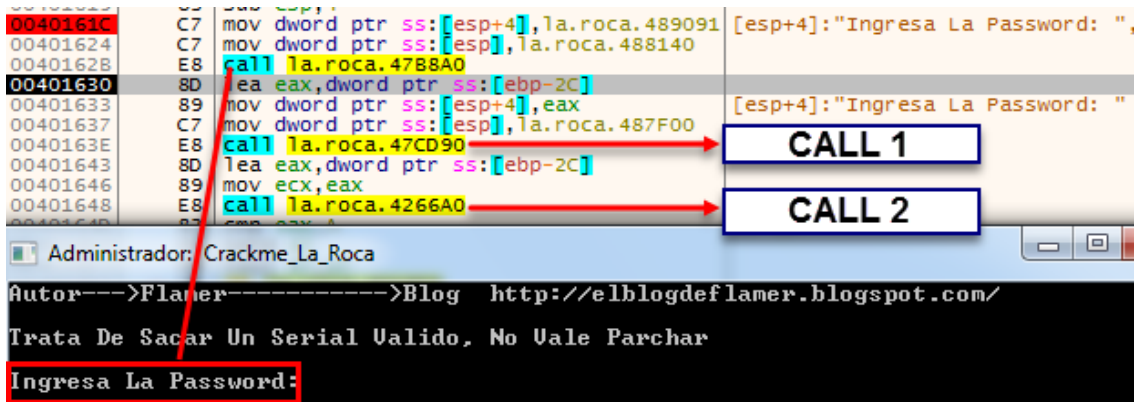 0040161C C7 mov dword ptr ss:[esp+4],la.roca.489091 [esp+4]:"Ingresa La Password: ",
00401624 C7 mov dword ptr ss:[esp],la.roca.488140
0040162B E8 call la.roca.47B8A0
00401630 8D lea eax,dword ptr ss:[ebp-2C]
00401633 89 mov dword ptr ss:[esp+4],eax [esp+4]:"Ingresa La Password: "
00401637 C7 mov dword ptr ss:[esp],la.roca.487F00
0040163E E8 call la.roca.47CD90 CALL 1
00401643 8D lea eax,dword ptr ss:[ebp-2C]
00401646 89 mov ecx,eax
00401648 E8 call la.roca.4266A0 CALL 2
Administrador: Crackme_La_Roca
Autor--->Flamer----------->Blog http://elblogdeflamer.blogspot.com/
Trata De Sacar Un Serial Valido, No Vale Parchar
Ingresa La Password: